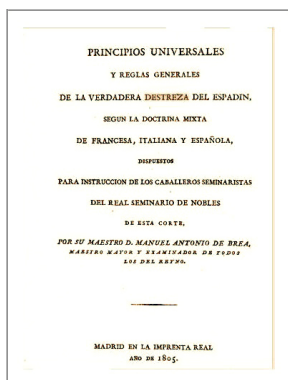 PRINCIPIOS UNIVERSALES
Y REGLAS GENERALES
DE LA VERDADERA DESTREZA DEL ESPADIN,
SEGUN LA DOCTRINA MIXTA
DE FRANCESA, ITALIANA Y ESPAÑOLA,
DISPUESTOS
PARA INSTRUCCION DE LOS CABALLEROS SEMINARISTAS
DEL REAL SEMINARIO DE NOBLES
DE ESTA CORTE,
POR SU MAESTRO D. MANUEL ANTONIO DE BREA,
MAESTRO MAYOR Y EXAMINADOR DE TODOS
LOS DEL REYNO.
MADRID EN LA IMPRENTA REAL
AÑO DE 1805.